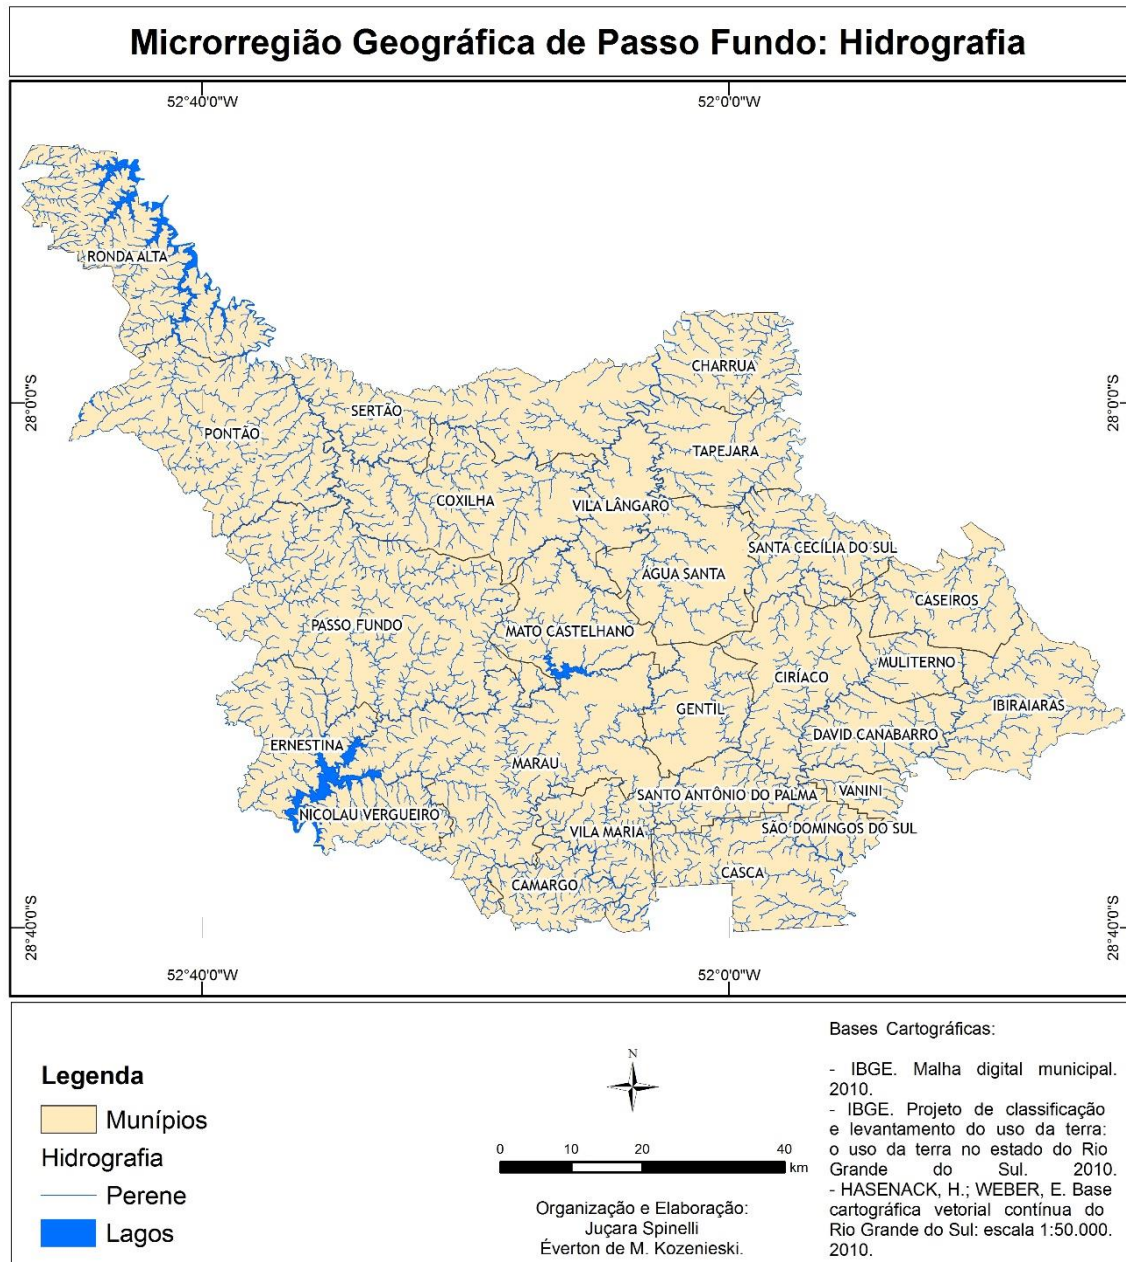 Microrregião Geográfica de Passo Fundo: Hidrografia
52°40'0"W
52°0'0"W
RONDA ALTA
CHARRUA
28°0'0"S
28°0'0"S
SERTÃO
PONTÃO
TAPEJARA
COXILHA
VILA LÂNGARO
SANTA CECÍLIA DO SUL
ÁGUA SANTA
CASEIROS
PASSO FUNDO
MATO CASTELHANO
MULITERNO
CIRÍACO
IBIRAIARAS
GENTIL
DAVID CANABARRO
ERNESTINA
MARAU
VANINI
SANTO ANTÔNIO DO PALMA
NICOLAU VERGUEIRO
SÃO DOMINGOS DO SUL
VILA MARIA
CASCA
CAMARGO
28°40'0"S
28°40'0"S
52°40'0"W
52°0'0"W
Legenda
Munípios
Hidrografia
Perene
Lagos
N
0 10 20 40
km
Organização e Elaboração:
Juçara Spinelli
Éverton de M. Kozenieski.
Bases Cartográficas:
- IBGE. Malha digital municipal.
2010.
- IBGE. Projeto de classificação
e levantamento do uso da terra:
o uso da terra no estado do Rio
Grande do Sul. 2010.
- HASENACK, H.; WEBER, E. Base
cartográfica vetorial contínua do
Rio Grande do Sul: escala 1:50.000.
2010.